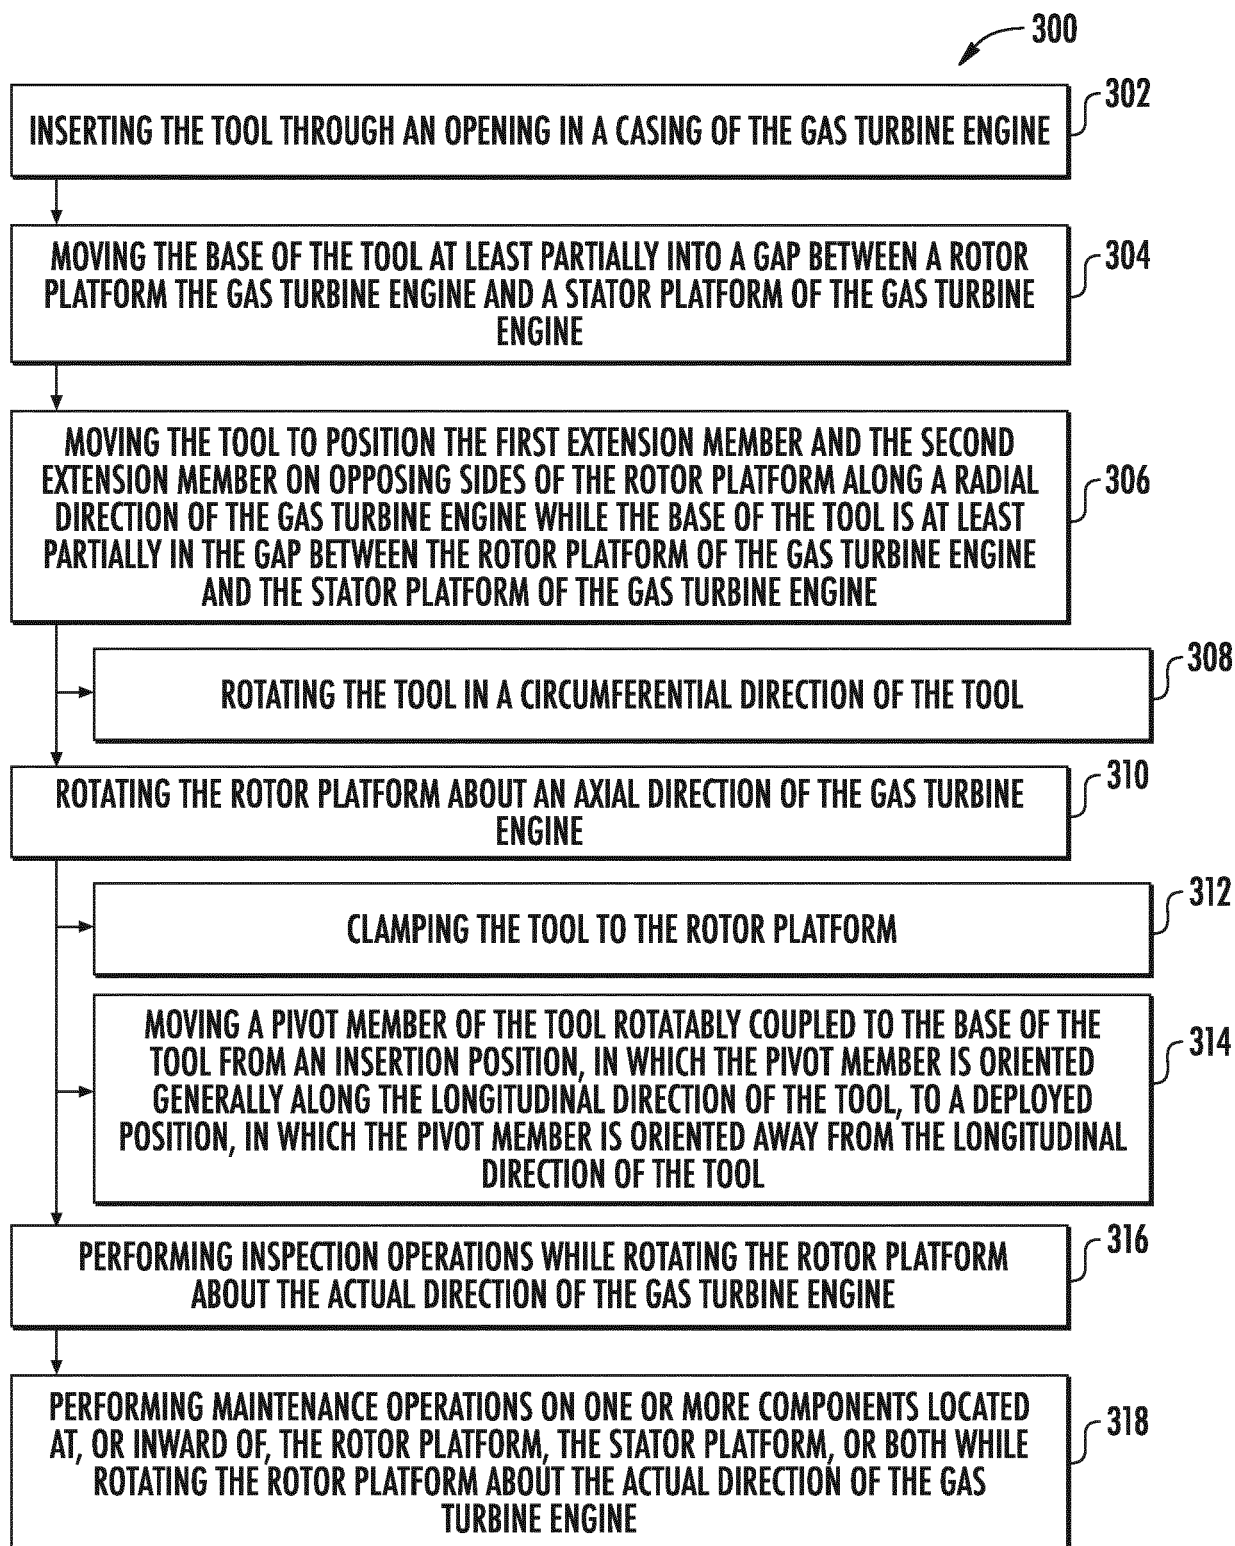 300
302
INSERTING THE TOOL THROUGH AN OPENING IN A CASING OF THE GAS TURBINE ENGINE
304
MOVING THE BASE OF THE TOOL AT LEAST PARTIALLY INTO A GAP BETWEEN A ROTOR
PLATFORM THE GAS TURBINE ENGINE AND A STATOR PLATFORM OF THE GAS TURBINE
ENGINE
306
MOVING THE TOOL TO POSITION THE FIRST EXTENSION MEMBER AND THE SECOND
EXTENSION MEMBER ON OPPOSING SIDES OF THE ROTOR PLATFORM ALONG A RADIAL
DIRECTION OF THE GAS TURBINE ENGINE WHILE THE BASE OF THE TOOL IS AT LEAST
PARTIALLY IN THE GAP BETWEEN THE ROTOR PLATFORM OF THE GAS TURBINE ENGINE
AND THE STATOR PLATFORM OF THE GAS TURBINE ENGINE
308
ROTATING THE TOOL IN A CIRCUMFERENTIAL DIRECTION OF THE TOOL
310
ROTATING THE ROTOR PLATFORM ABOUT AN AXIAL DIRECTION OF THE GAS TURBINE
ENGINE
312
CLAMPING THE TOOL TO THE ROTOR PLATFORM
314
MOVING A PIVOT MEMBER OF THE TOOL ROTATABLY COUPLED TO THE BASE OF THE
TOOL FROM AN INSERTION POSITION, IN WHICH THE PIVOT MEMBER IS ORIENTED
GENERALLY ALONG THE LONGITUDINAL DIRECTION OF THE TOOL, TO A DEPLOYED
POSITION, IN WHICH THE PIVOT MEMBER IS ORIENTED AWAY FROM THE LONGITUDINAL
DIRECTION OF THE TOOL
316
PERFORMING INSPECTION OPERATIONS WHILE ROTATING THE ROTOR PLATFORM
ABOUT THE ACTUAL DIRECTION OF THE GAS TURBINE ENGINE
318
PERFORMING MAINTENANCE OPERATIONS ON ONE OR MORE COMPONENTS LOCATED
AT, OR INWARD OF, THE ROTOR PLATFORM, THE STATOR PLATFORM, OR BOTH WHILE
ROTATING THE ROTOR PLATFORM ABOUT THE ACTUAL DIRECTION OF THE GAS
TURBINE ENGINE